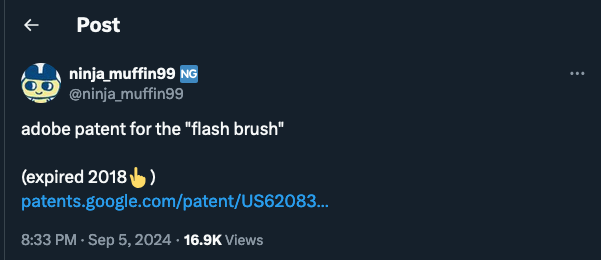 Post
ninja_muffin99 NG
@ninja_muffin99
adobe patent for the "flash brush"
(expired 2018👆)
patents.google.com/patent/US62083…
8:33 PM · Sep 5, 2024 · 16.9K Views